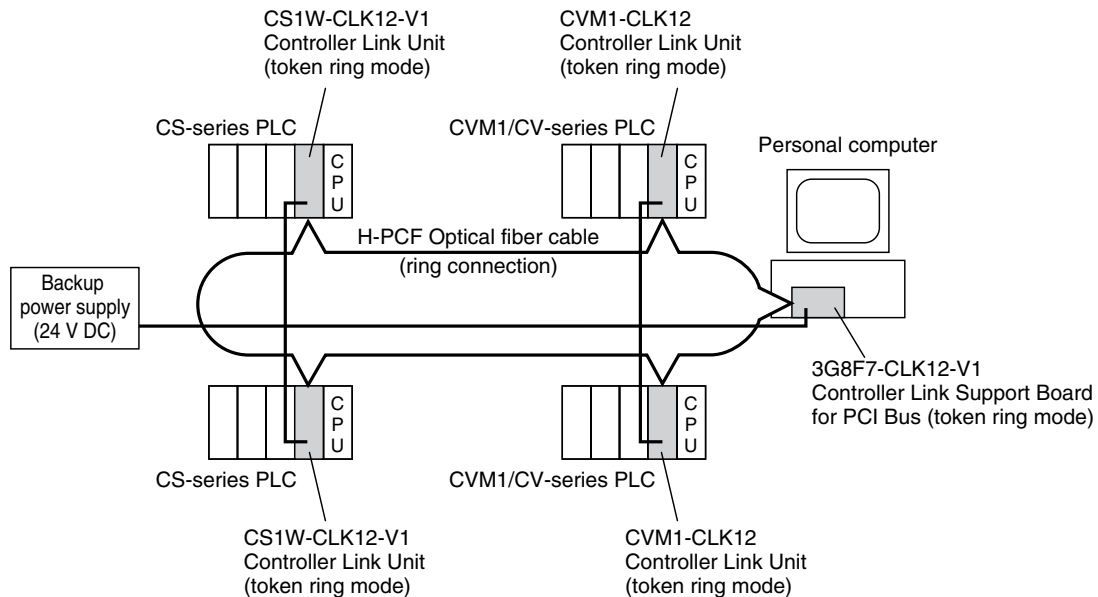 CS1W-CLK12-V1
Controller Link Unit
(token ring mode)
CVM1-CLK12
Controller Link Unit
(token ring mode)
CS-series PLC
CVM1/CV-series PLC
Personal computer
C
P
U
C
P
U
H-PCF Optical fiber cable
(ring connection)
Backup
power supply
(24 V DC)
3G8F7-CLK12-V1
Controller Link Support Board
for PCI Bus (token ring mode)
C
P
U
C
P
U
CS-series PLC
CVM1/CV-series PLC
CS1W-CLK12-V1
Controller Link Unit
(token ring mode)
CVM1-CLK12
Controller Link Unit
(token ring mode)